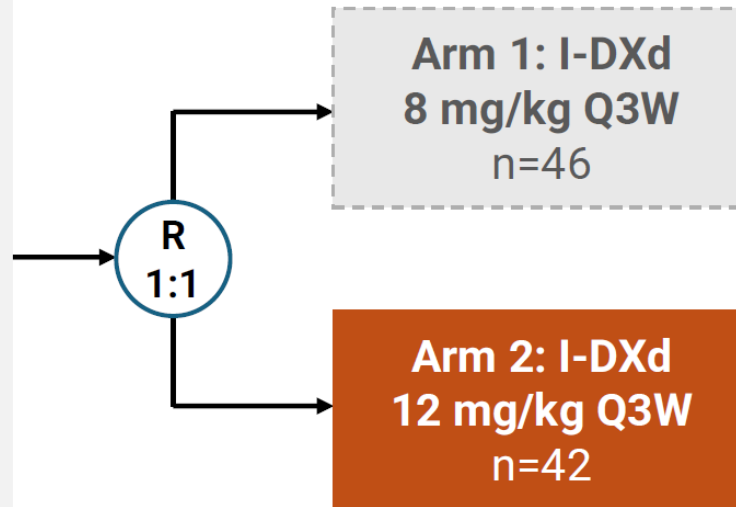 Arm 1: I-DXd
8 mg/kg Q3W
n=46
R
1:1
Arm 2: I-DXd
12 mg/kg Q3W
n=42